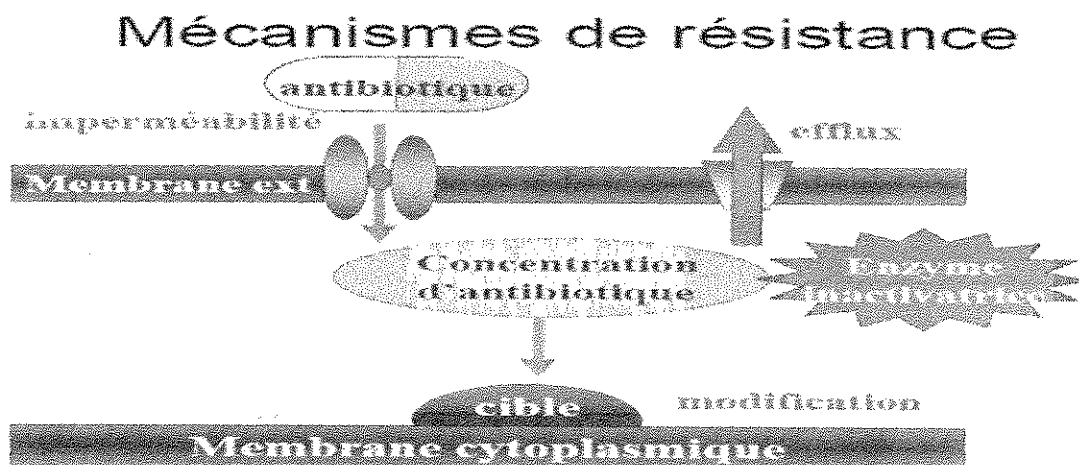 Mécanismes de résistance
antibiotique
imperméabilité
efflux
Membrane ext
Concentration
d'antibiotique
Enzyme
inactivatrice
cible
modification
Membrane cytoplasmique